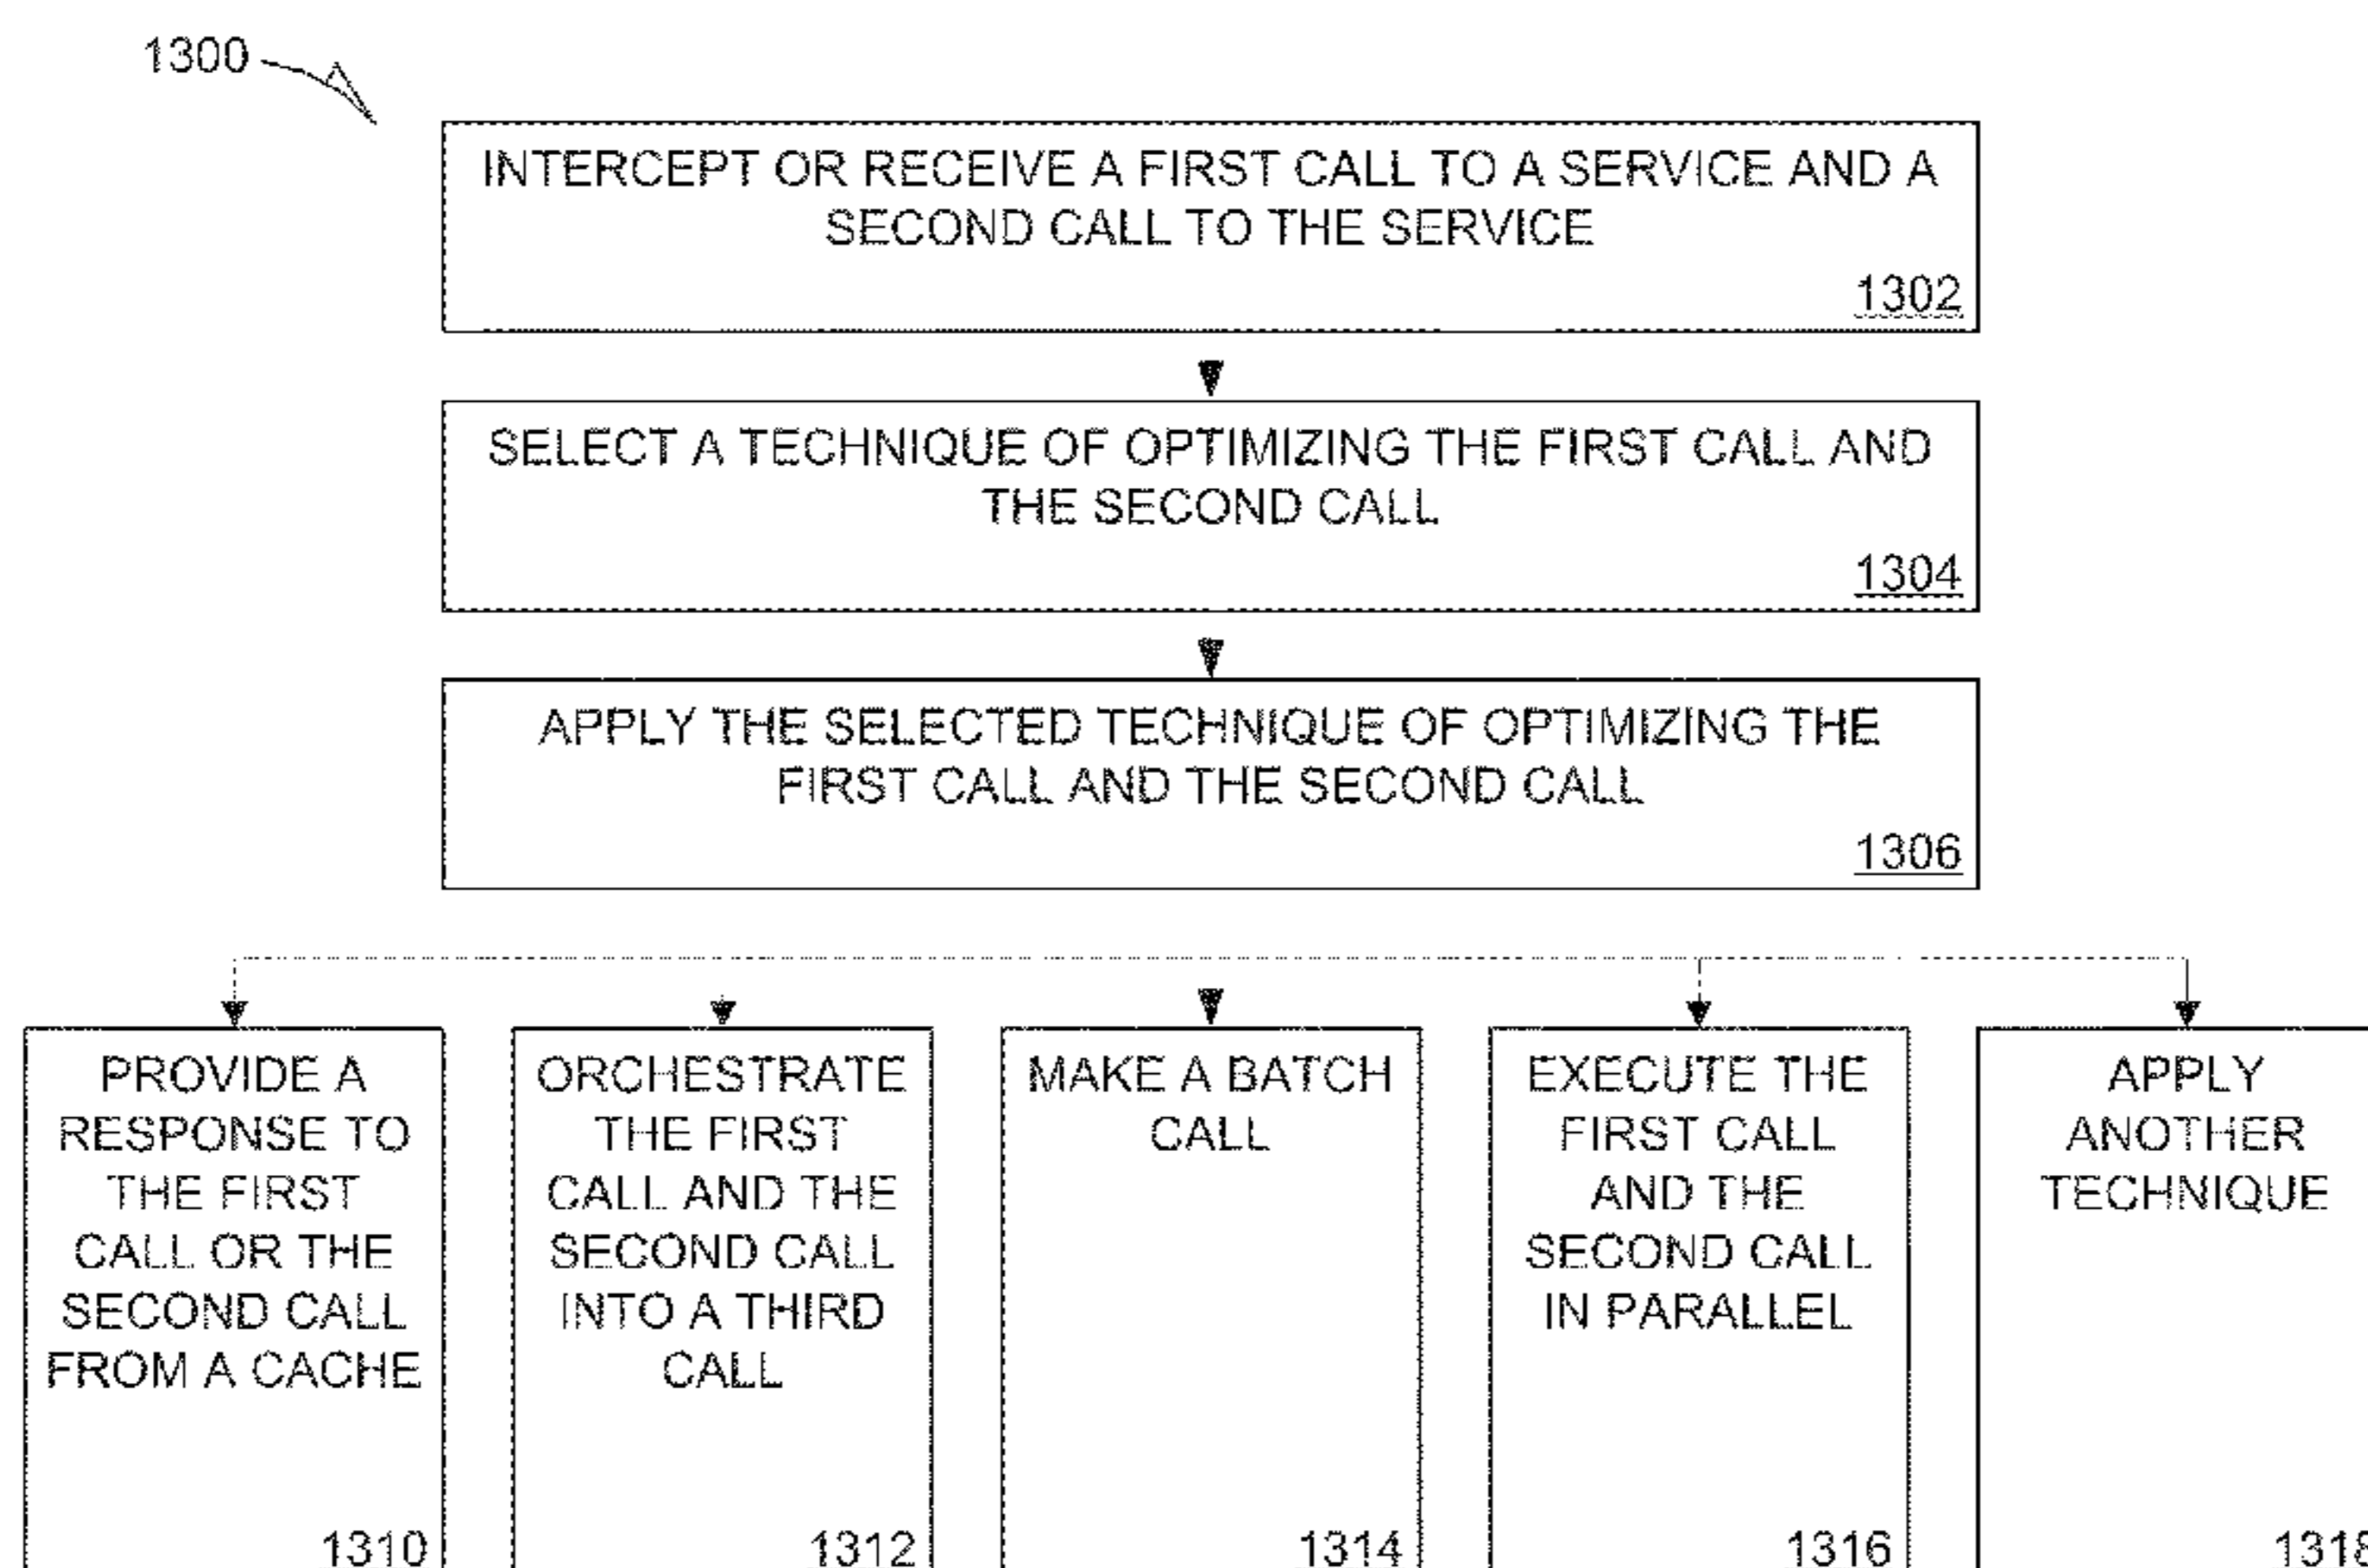 1300
INTERCEPT OR RECEIVE A FIRST CALL TO A SERVICE AND A
SECOND CALL TO THE SERVICE
1302
SELECT A TECHNIQUE OF OPTIMIZING THE FIRST CALL AND
THE SECOND CALL
1304
APPLY THE SELECTED TECHNIQUE OF OPTIMIZING THE
FIRST CALL AND THE SECOND CALL
1306
PROVIDE A
RESPONSE TO
THE FIRST
CALL OR THE
SECOND CALL
FROM A CACHE
1310
ORCHESTRATE
THE FIRST
CALL AND THE
SECOND CALL
INTO A THIRD
CALL
1312
MAKE A BATCH
CALL
1314
EXECUTE THE
FIRST CALL
AND THE
SECOND CALL
IN PARALLEL
1316
APPLY
ANOTHER
TECHNIQUE
1318